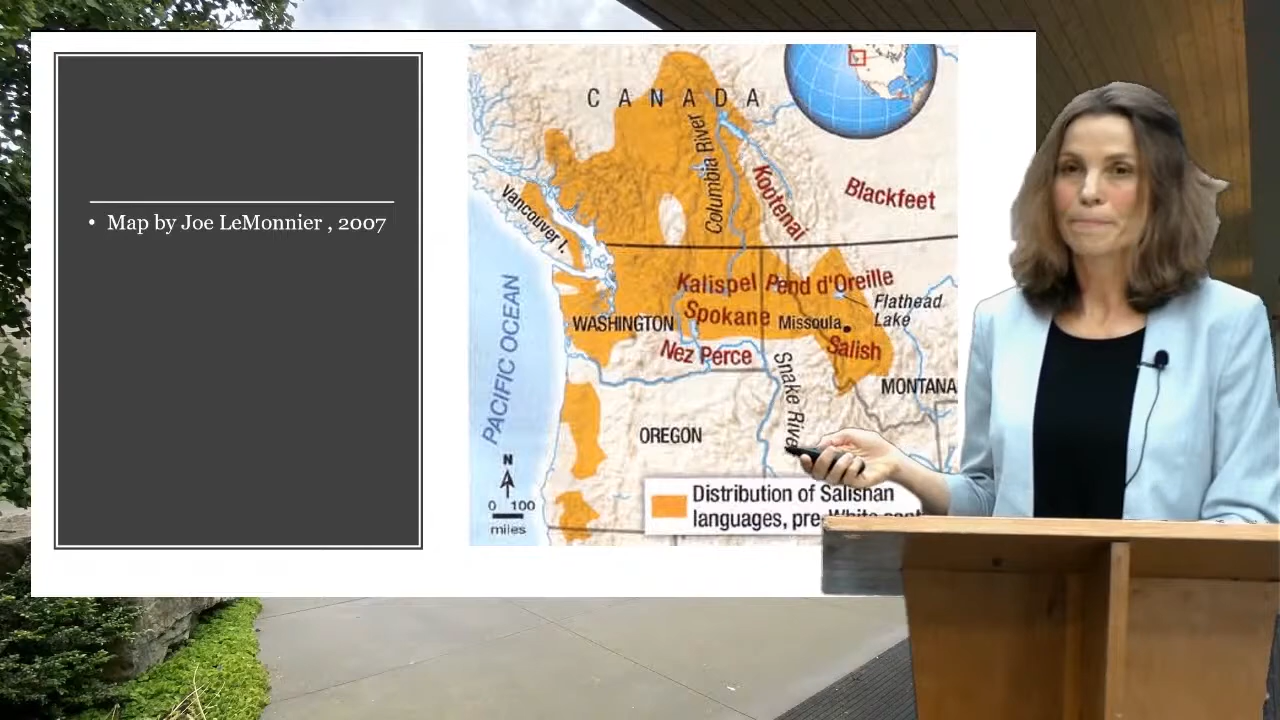 • Map by Joe LeMonnier , 2007
CANADA
Columbia River
Kootenai
Blackfeet
Vancouver I.
Kalispel Pend d'Oreille
Flathead
Lake
Spokane
Missoula
WASHINGTON
Salish
Nez Perce
Snake River
MONTANA
PACIFIC OCEAN
OREGON
N
0 100
miles
Distribution of Salishan
languages, pre-White